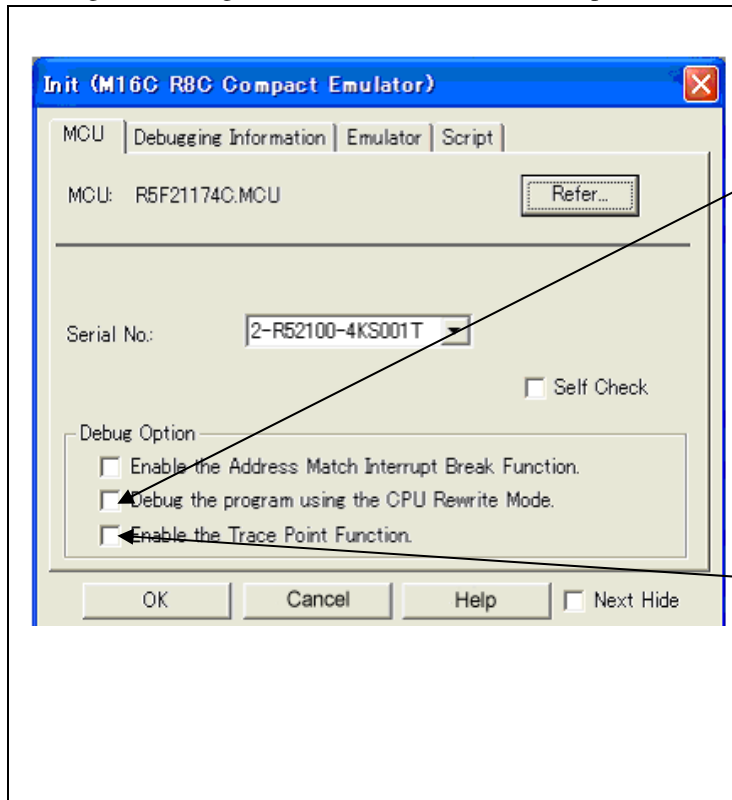 Init (M16C R8C Compact Emulator)
MCU Debugging Information Emulator Script
MCU: R5F21174C.MCU Refer...
Serial No.: 2-R52100-4KS001T
Self Check
Debug Option
Enable the Address Match Interrupt Break Function.
Debug the program using the CPU Rewrite Mode.
Enable the Trace Point Function.
OK Cancel Help Next Hide